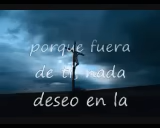 porque fuera
de ti, nada
deseo en la